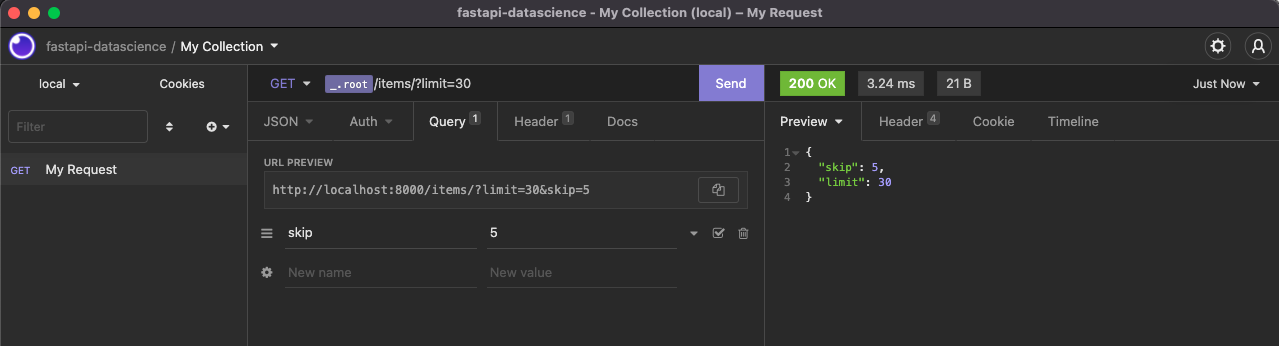 fastapi-datascience - My Collection (local) – My Request
fastapi-datascience / My Collection
local
Cookies
GET _.root/items/?limit=30
Send
200 OK 3.24 ms 21 B
Just Now
Filter
JSON Auth Query 1 Header 1 Docs
Preview Header 4 Cookie Timeline
GET My Request
URL PREVIEW
http://localhost:8000/items/?limit=30&skip=5
skip 5
New name New value
1 {
2 "skip": 5,
3 "limit": 30
4 }